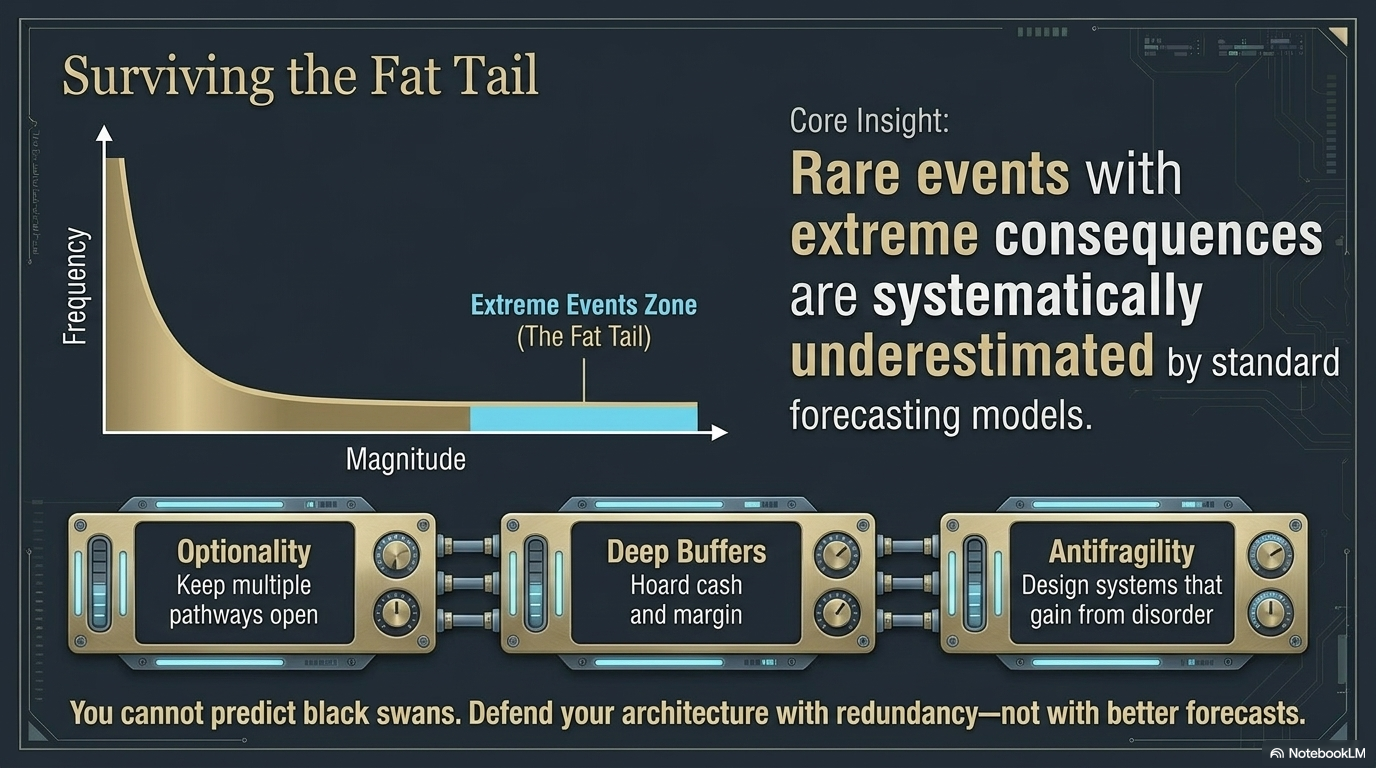 Surviving the Fat Tail
Frequency
Extreme Events Zone
(The Fat Tail)
Magnitude
Core Insight:
Rare events with
extreme consequences
are systematically
underestimated by standard
forecasting models.
Optionality
Keep multiple
pathways open
Deep Buffers
Hoard cash
and margin
Antifragility
Design systems that
gain from disorder
You cannot predict black swans. Defend your architecture with redundancy—not with better forecasts.
NotebookLM